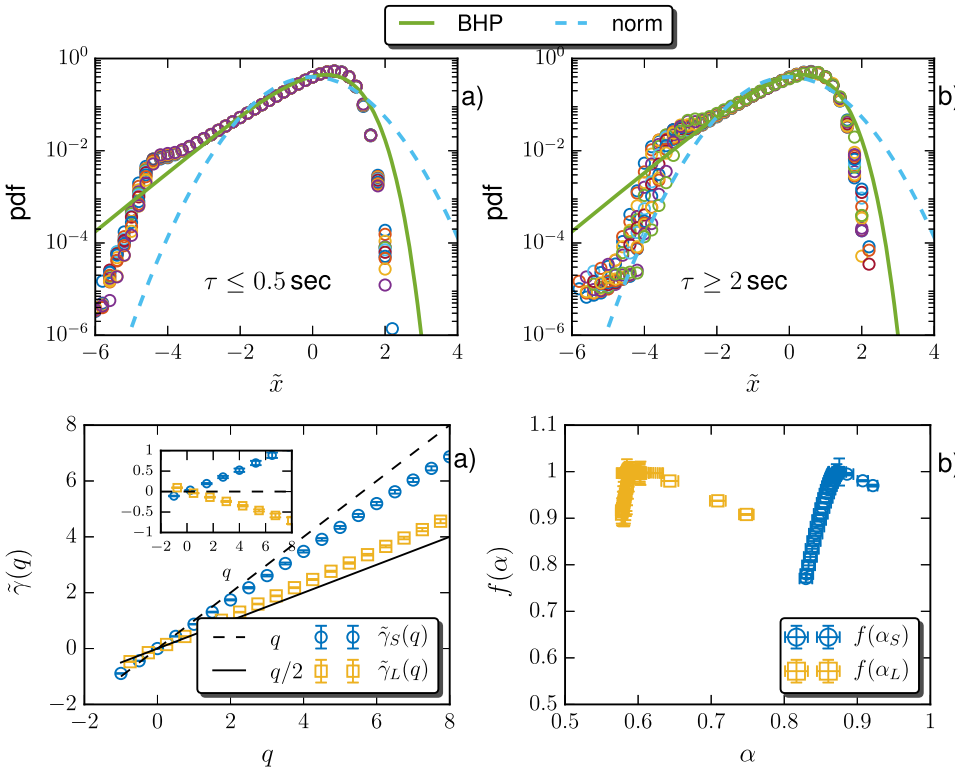 BHP norm
10^0
10^-2
10^-4
10^-6
pdf
a)
τ ≤ 0.5 sec
−6 −4 −2 0 2 4
x̃
10^0
10^-2
10^-4
10^-6
pdf
b)
τ ≥ 2 sec
−6 −4 −2 0 2 4
x̃
8
6
4
2
0
−2
γ̃(q)
a)
1
0.5
0
−0.5
−1
−2 0 2 4 6 8
q
q γ̃_S(q)
q/2 γ̃_L(q)
−2 0 2 4 6 8
q
1.1
1
0.9
0.8
0.7
0.6
0.5
f(α)
b)
f(α_S)
f(α_L)
0.5 0.6 0.7 0.8 0.9 1
α